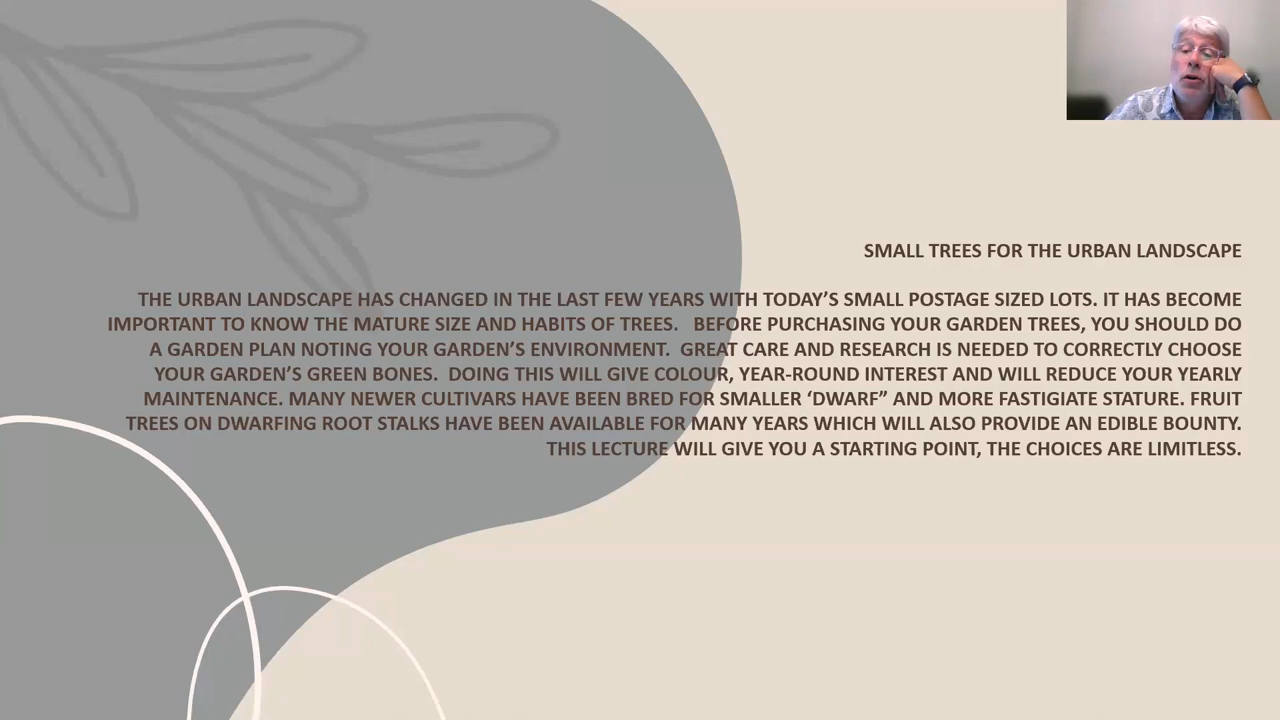 SMALL TREES FOR THE URBAN LANDSCAPE
THE URBAN LANDSCAPE HAS CHANGED IN THE LAST FEW YEARS WITH TODAY’S SMALL POSTAGE SIZED LOTS. IT HAS BECOME
IMPORTANT TO KNOW THE MATURE SIZE AND HABITS OF TREES.   BEFORE PURCHASING YOUR GARDEN TREES, YOU SHOULD DO
A GARDEN PLAN NOTING YOUR GARDEN’S ENVIRONMENT.  GREAT CARE AND RESEARCH IS NEEDED TO CORRECTLY CHOOSE
YOUR GARDEN’S GREEN BONES.  DOING THIS WILL GIVE COLOUR, YEAR-ROUND INTEREST AND WILL REDUCE YOUR YEARLY
MAINTENANCE. MANY NEWER CULTIVARS HAVE BEEN BRED FOR SMALLER ‘DWARF” AND MORE FASTIGIATE STATURE. FRUIT
TREES ON DWARFING ROOT STALKS HAVE BEEN AVAILABLE FOR MANY YEARS WHICH WILL ALSO PROVIDE AN EDIBLE BOUNTY.
THIS LECTURE WILL GIVE YOU A STARTING POINT, THE CHOICES ARE LIMITLESS.